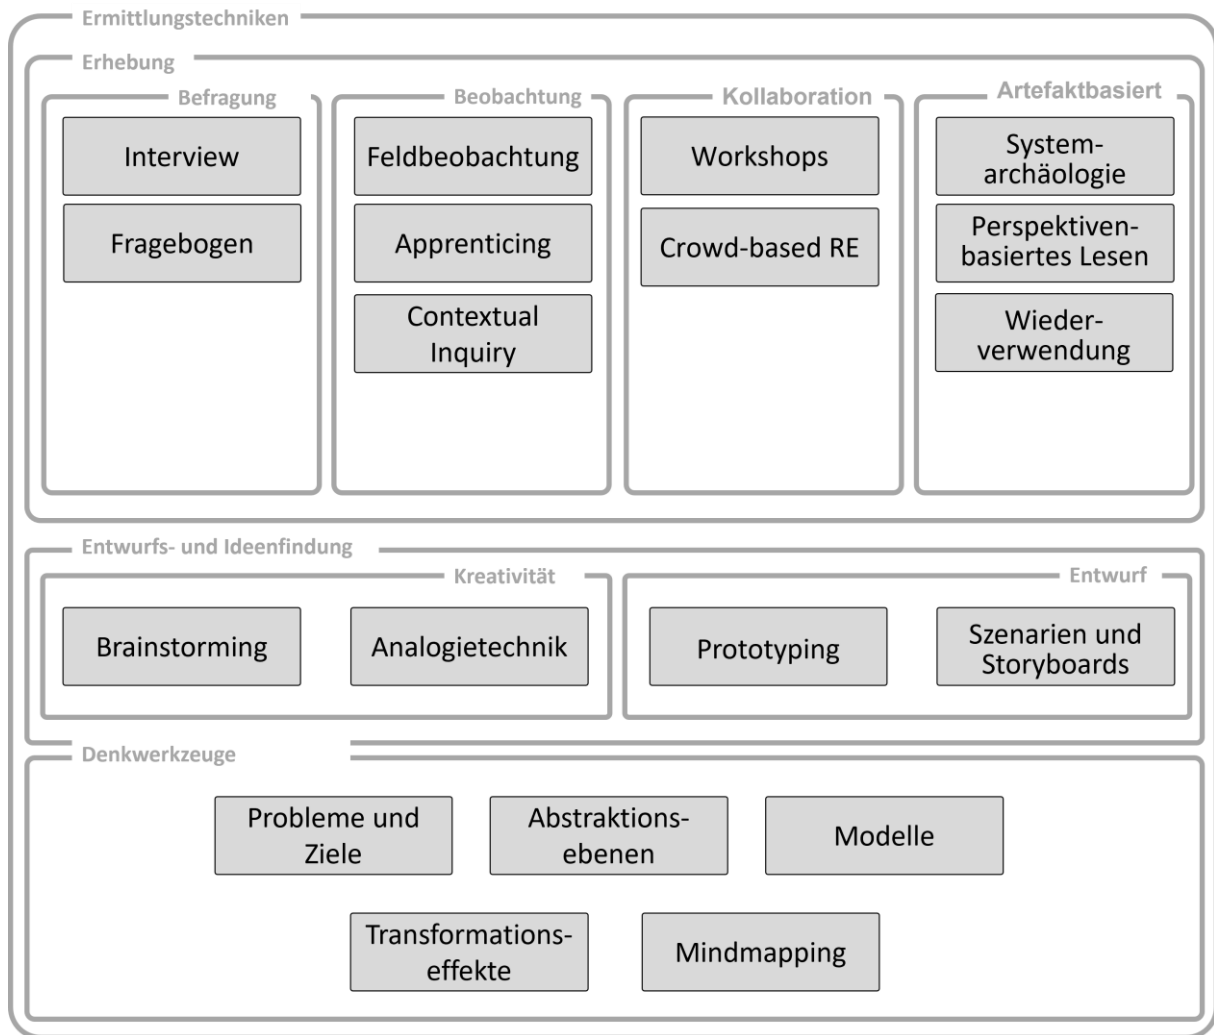 Ermittlungstechniken
Erhebung
Befragung
Interview
Fragebogen
Beobachtung
Feldbeobachtung
Apprenticing
Contextual
Inquiry
Kollaboration
Workshops
Crowd-based RE
Artefaktbasiert
System-
archäologie
Perspektiven-
basiertes Lesen
Wieder-
verwendung
Entwurfs- und Ideenfindung
Kreativität
Brainstorming
Analogietechnik
Entwurf
Prototyping
Szenarien und
Storyboards
Denkwerkzeuge
Probleme und
Ziele
Abstraktions-
ebenen
Modelle
Transformations-
effekte
Mindmapping